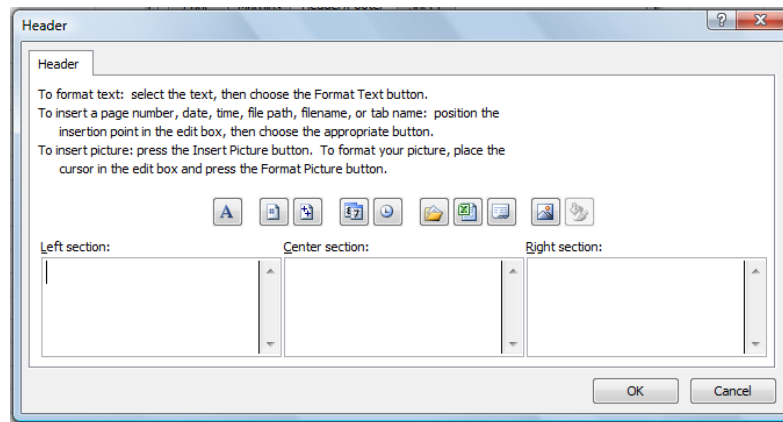 Header
Header
To format text: select the text, then choose the Format Text button.
To insert a page number, date, time, file path, filename, or tab name: position the
insertion point in the edit box, then choose the appropriate button.
To insert picture: press the Insert Picture button. To format your picture, place the
cursor in the edit box and press the Format Picture button.
A
Left section:
Center section:
Right section:
OK
Cancel